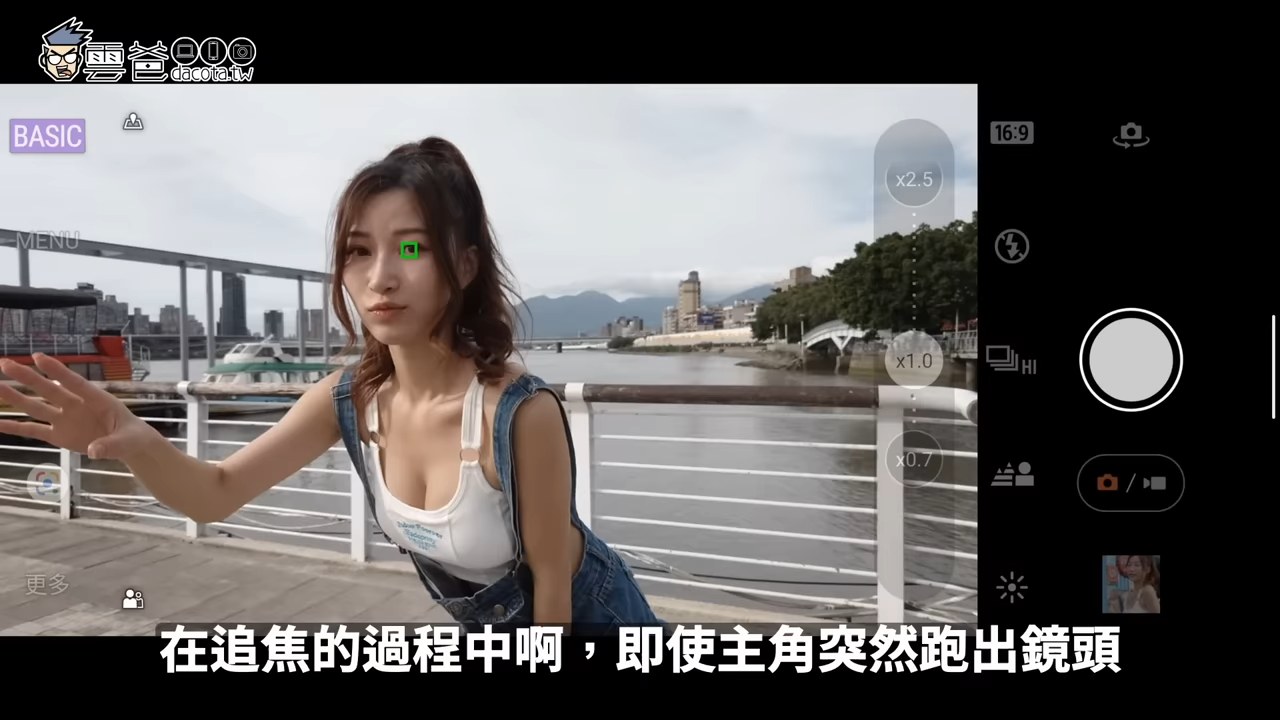 雲爸
dacota.tw
BASIC
MENU
更多
x2.5
x1.0
x0.7
16:9
HI
在追焦的過程中啊，即使主角突然跑出鏡頭